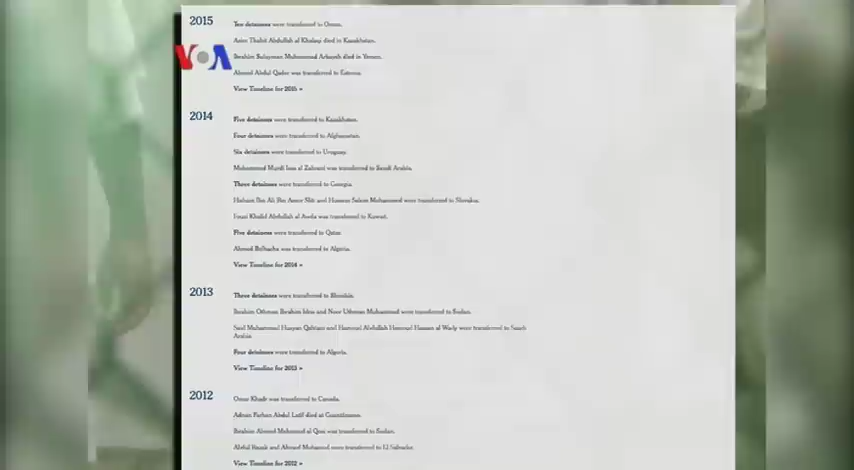 2015
Ten detainees were transferred to Oman.
VOA
Asim Thabit Abdullah al Khalaqi died in Kazakhstan.
Ibrahim Sulayman Muhammad Arbaysh died in Yemen.
Ahmed Abdul Qader was transferred to Estonia.
View Timeline for 2015 »
2014
Five detainees were transferred to Kazakhstan.
Four detainees were transferred to Afghanistan.
Six detainees were transferred to Uruguay.
Muhammed Murdi Issa al Zahrani was transferred to Saudi Arabia.
Three detainees were transferred to Georgia.
Hisham Bin Ali Bin Amor Sliti and Hussein Salem Mohammed were transferred to Slovakia.
Fouzi Khalid Abdullah al Awda was transferred to Kuwait.
Five detainees were transferred to Qatar.
Ahmed Belbacha was transferred to Algeria.
View Timeline for 2014 »
2013
Three detainees were transferred to Slovakia.
Ibrahim Othman Ibrahim Idris and Noor Uthman Muhammed were transferred to Sudan.
Said Muhammad Husyan Qahtani and Hamoud Abdullah Hamoud Hassan al Wady were transferred to Saudi
Arabia.
Four detainees were transferred to Algeria.
View Timeline for 2013 »
2012
Omar Khadr was transferred to Canada.
Adnan Farhan Abdul Latif died at Guantánamo.
Ibrahim Ahmed Mahmoud al Qosi was transferred to Sudan.
Abdul Razak and Ahmed Mohamed were transferred to El Salvador.
View Timeline for 2012 »